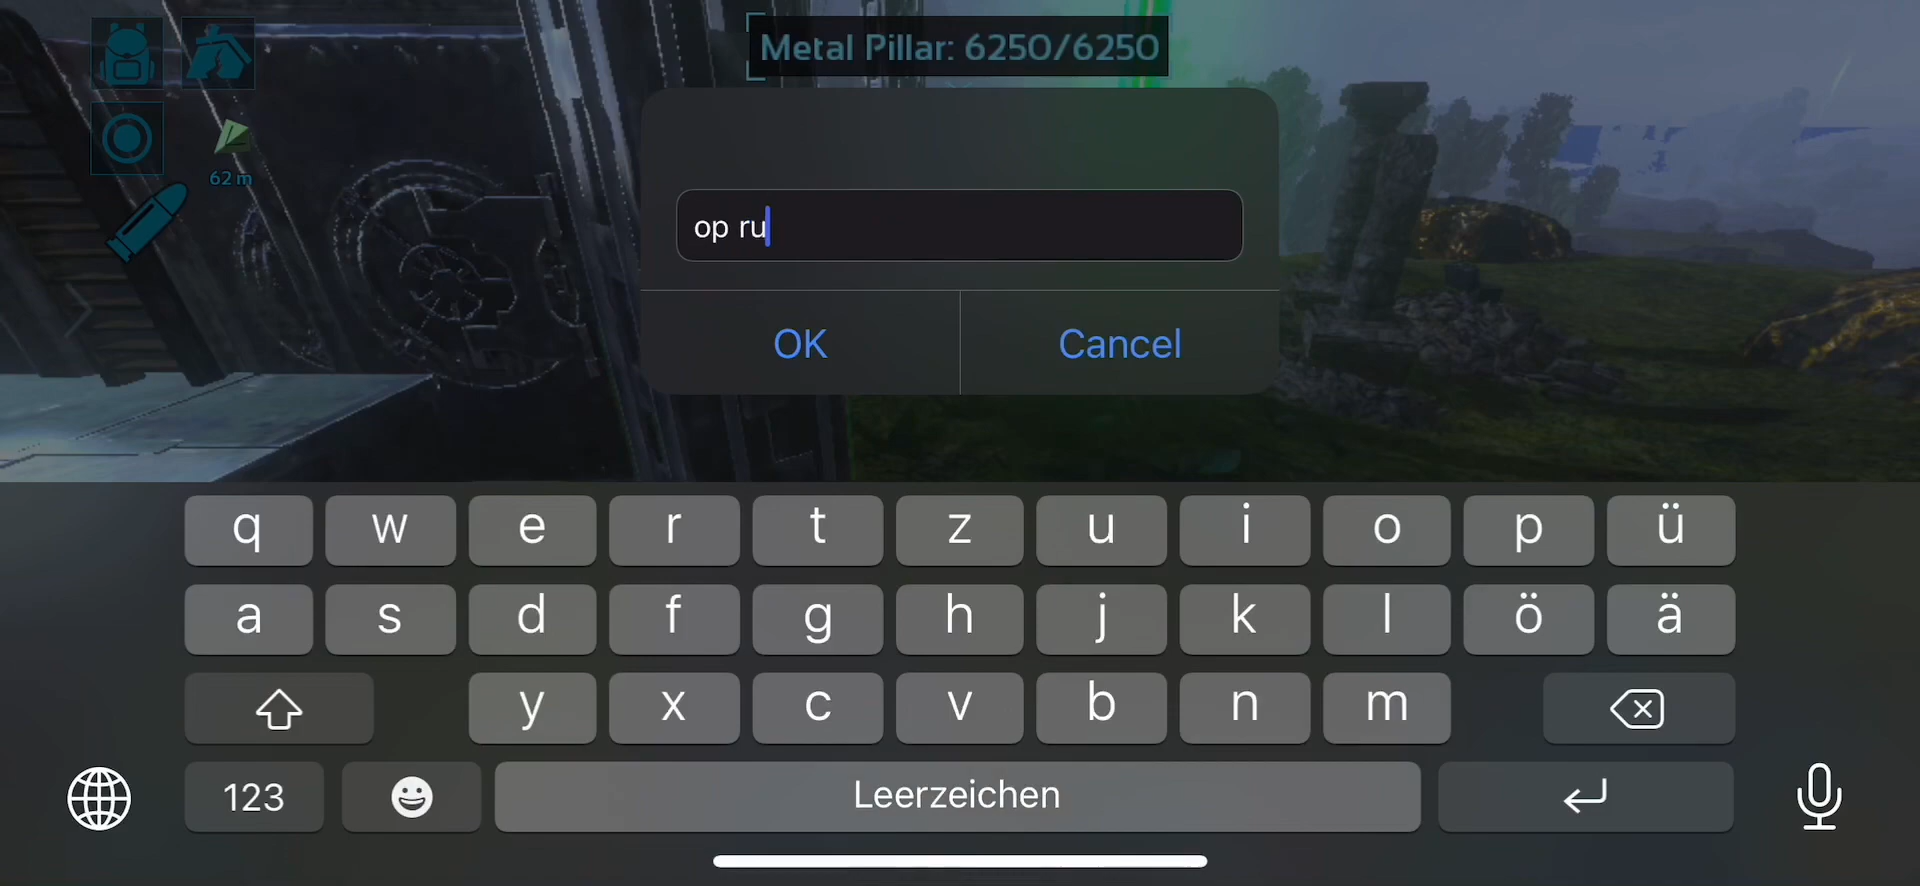 Metal Pillar: 6250/6250
62 m
op ru
OK Cancel
q w e r t z u i o p ü
a s d f g h j k l ö ä
y x c v b n m
123 Leerzeichen